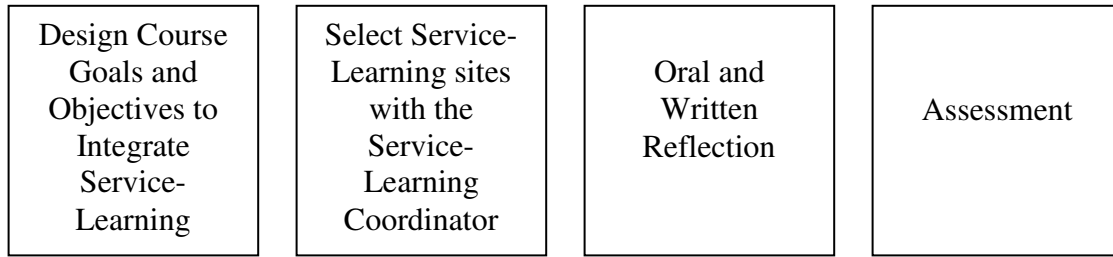 Design Course
Goals and
Objectives to
Integrate
Service-
Learning
Select Service-
Learning sites
with the
Service-
Learning
Coordinator
Oral and
Written
Reflection
Assessment